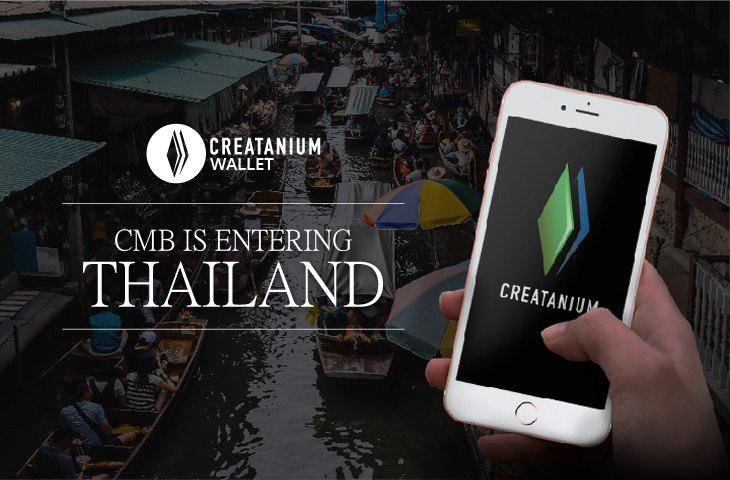 CREATANIUM
WALLET
CMB IS ENTERING
THAILAND
CREATANIUM